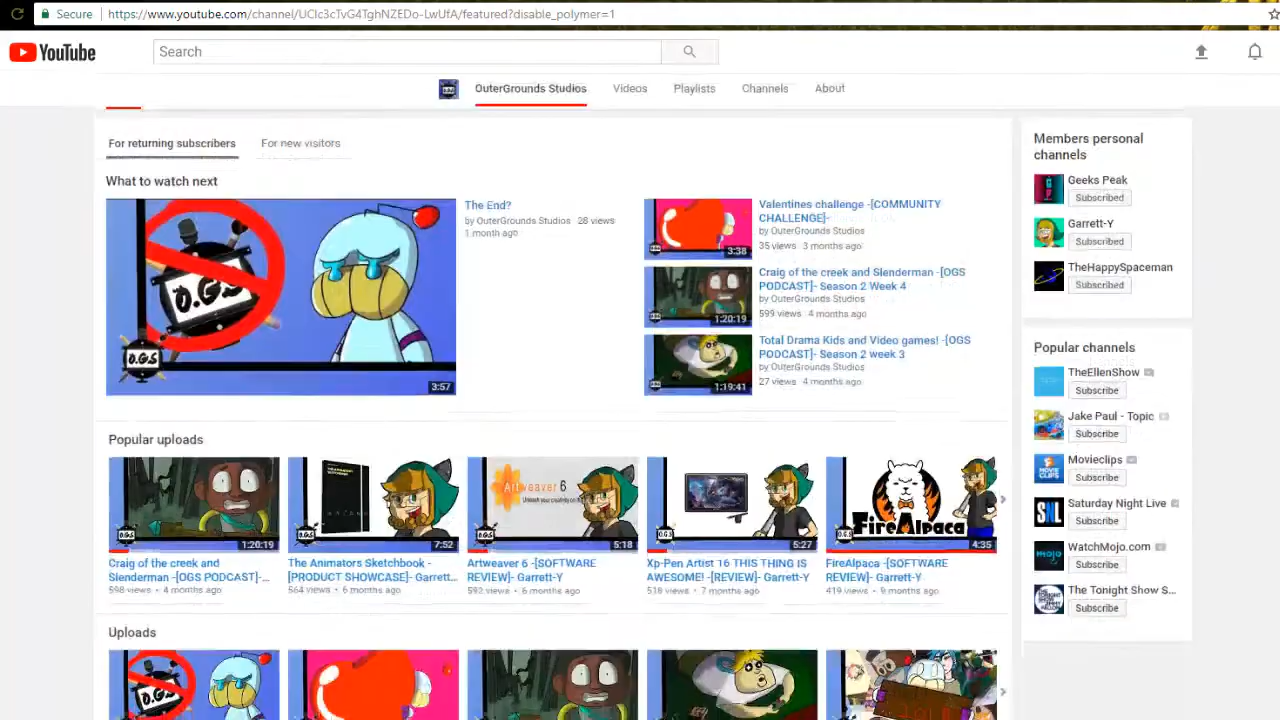 Secure https://www.youtube.com/channel/UCIc3cTvG4TghNZEDo-LwUfA/featured?disable_polymer=1
YouTube
Search
OuterGrounds Studios Videos Playlists Channels About
For returning subscribers For new visitors
What to watch next
O.G.S
O.G.S
3:57
The End?
by OuterGrounds Studios 28 views
1 month ago
3:38
Valentines challenge -[COMMUNITY
CHALLENGE]-
by OuterGrounds Studios
35 views 3 months ago
1:20:19
Craig of the creek and Slenderman -[OGS
PODCAST]- Season 2 Week 4
by OuterGrounds Studios
599 views 4 months ago
1:19:41
Total Drama Kids and Video games! -[OGS
PODCAST]- Season 2 week 3
by OuterGrounds Studios
27 views 4 months ago
Members personal
channels
Geeks Peak
Subscribed
Garrett-Y
Subscribed
TheHappySpaceman
Subscribed
Popular channels
TheEllenShow
Subscribe
Jake Paul - Topic
Subscribe
MOVIE
CLIPS
Movieclips
Subscribe
SNL
Saturday Night Live
Subscribe
mojo
WatchMojo.com
Subscribe
The Tonight Show S...
Subscribe
Popular uploads
O.G.S
1:20:19
Craig of the creek and
Slenderman -[OGS PODCAST]-...
598 views • 4 months ago
O.G.S
7:52
The Animators Sketchbook -
[PRODUCT SHOWCASE]- Garrett...
564 views • 6 months ago
Artweaver 6
O.G.S
5:18
Artweaver 6 -[SOFTWARE
REVIEW]- Garrett-Y
592 views • 6 months ago
O.G.S
5:27
Xp-Pen Artist 16 THIS THING IS
AWESOME! -[REVIEW]- Garrett-Y
518 views • 7 months ago
FireAlpaca
O.G.S
4:35
FireAlpaca -[SOFTWARE
REVIEW]- Garrett-Y
419 views • 9 months ago
Uploads
O.G.S